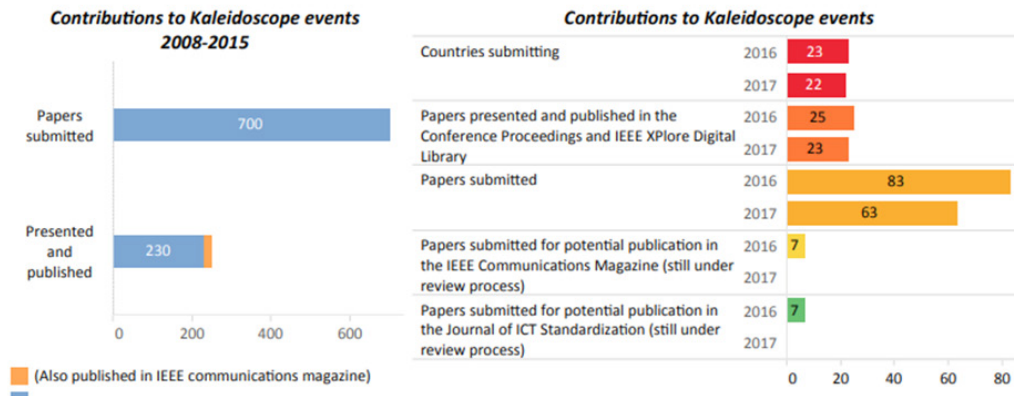 Contributions to Kaleidoscope events
2008-2015
Papers
submitted
700
Presented
and
published
230
0
200
400
600
(Also published in IEEE communications magazine)
Contributions to Kaleidoscope events
Countries submitting
2016
23
2017
22
Papers presented and published in the
Conference Proceedings and IEEE XPlore Digital
Library
2016
25
2017
23
Papers submitted
2016
83
2017
63
Papers submitted for potential publication in
the IEEE Communications Magazine (still under
review process)
2016
7
2017
Papers submitted for potential publication in
the Journal of ICT Standardization (still under
review process)
2016
7
2017
0
20
40
60
80